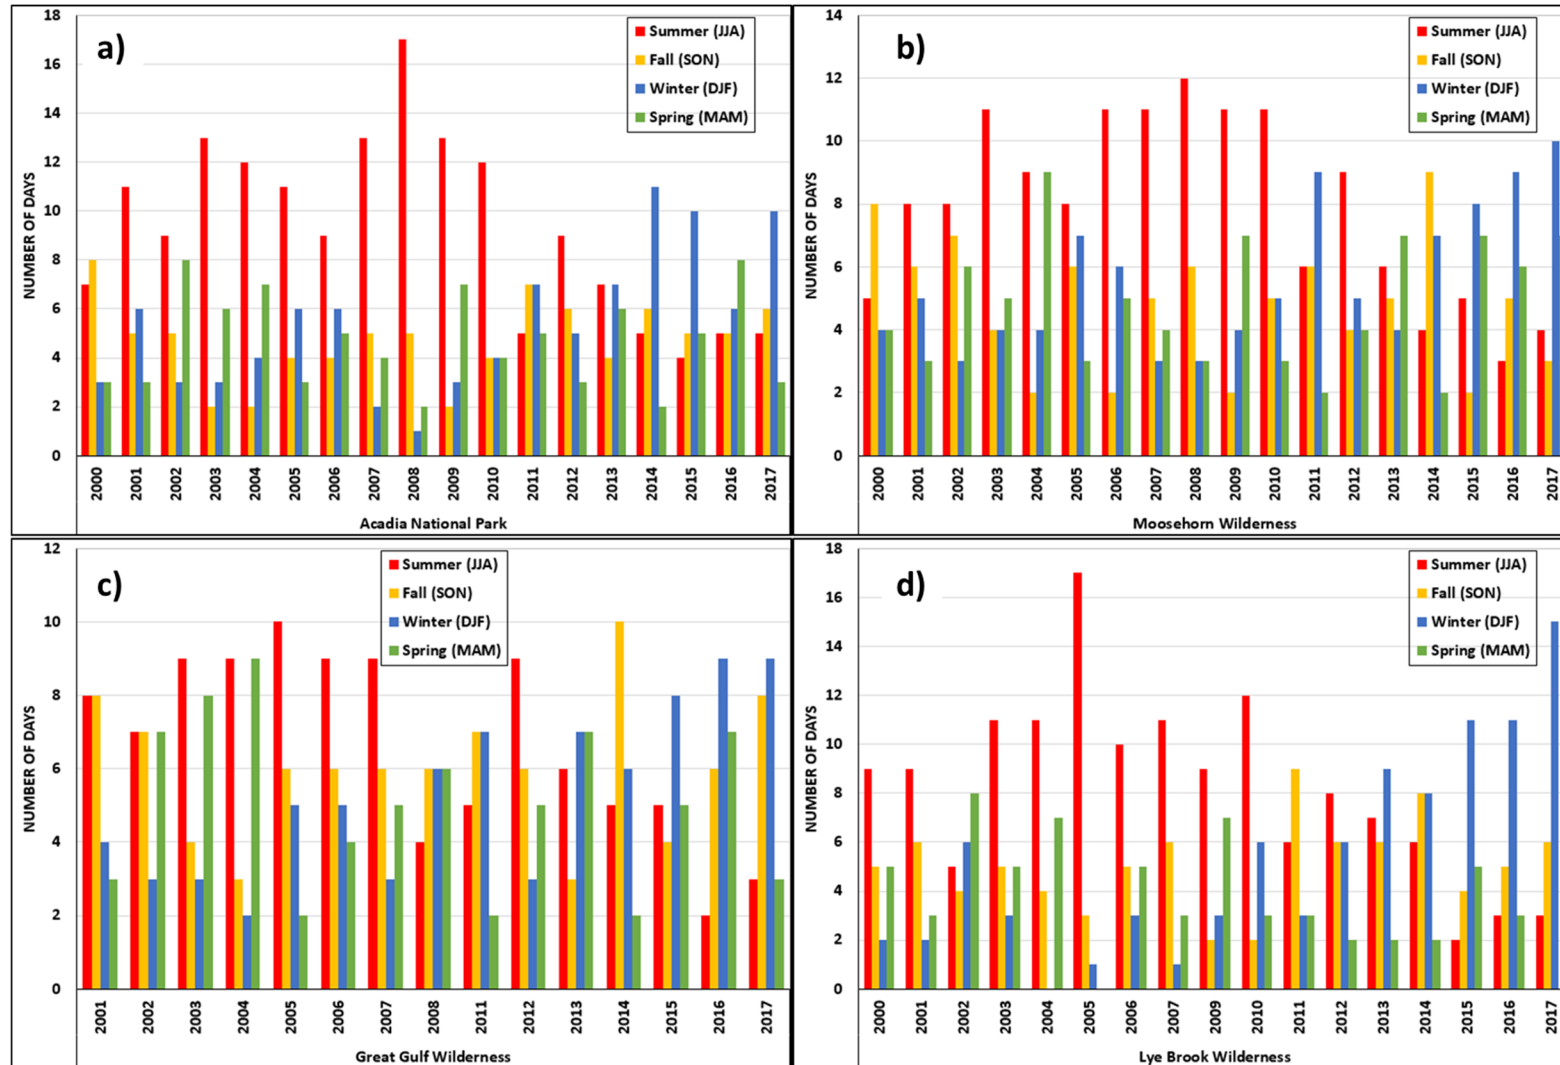 a)
NUMBER OF DAYS
18
16
14
12
10
8
6
4
2
0
Summer (JJA)
Fall (SON)
Winter (DJF)
Spring (MAM)
2000 2001 2002 2003 2004 2005 2006 2007 2008 2009 2010 2011 2012 2013 2014 2015 2016 2017
Acadia National Park
b)
NUMBER OF DAYS
14
12
10
8
6
4
2
0
Summer (JJA)
Fall (SON)
Winter (DJF)
Spring (MAM)
2000 2001 2002 2003 2004 2005 2006 2007 2008 2009 2010 2011 2012 2013 2014 2015 2016 2017
Moosehorn Wilderness
c)
NUMBER OF DAYS
12
10
8
6
4
2
0
Summer (JJA)
Fall (SON)
Winter (DJF)
Spring (MAM)
2001 2002 2003 2004 2005 2006 2007 2008 2011 2012 2013 2014 2015 2016 2017
Great Gulf Wilderness
d)
NUMBER OF DAYS
18
16
14
12
10
8
6
4
2
0
Summer (JJA)
Fall (SON)
Winter (DJF)
Spring (MAM)
2000 2001 2002 2003 2004 2005 2006 2007 2009 2010 2011 2012 2013 2014 2015 2016 2017
Lye Brook Wilderness